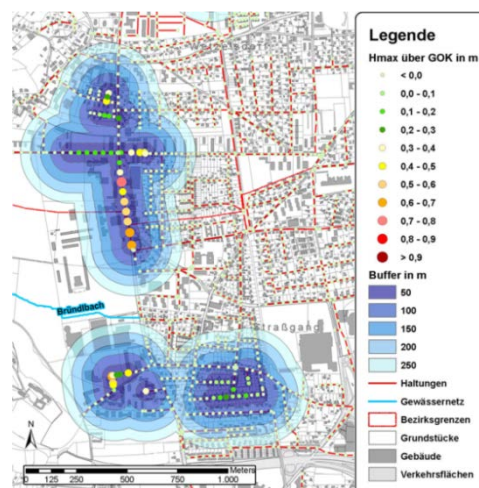 Legende
Hmax über GOK in m
< 0,0
0,0 - 0,1
0,1 - 0,2
0,2 - 0,3
0,3 - 0,4
0,4 - 0,5
0,5 - 0,6
0,6 - 0,7
0,7 - 0,8
0,8 - 0,9
> 0,9
Buffer in m
50
100
150
200
250
Haltungen
Gewässernetz
Bezirksgrenzen
Grundstücke
Gebäude
Verkehrsflächen
Bründlbach
Straßgang
N
Meters
0 125 250 500 750 1.000